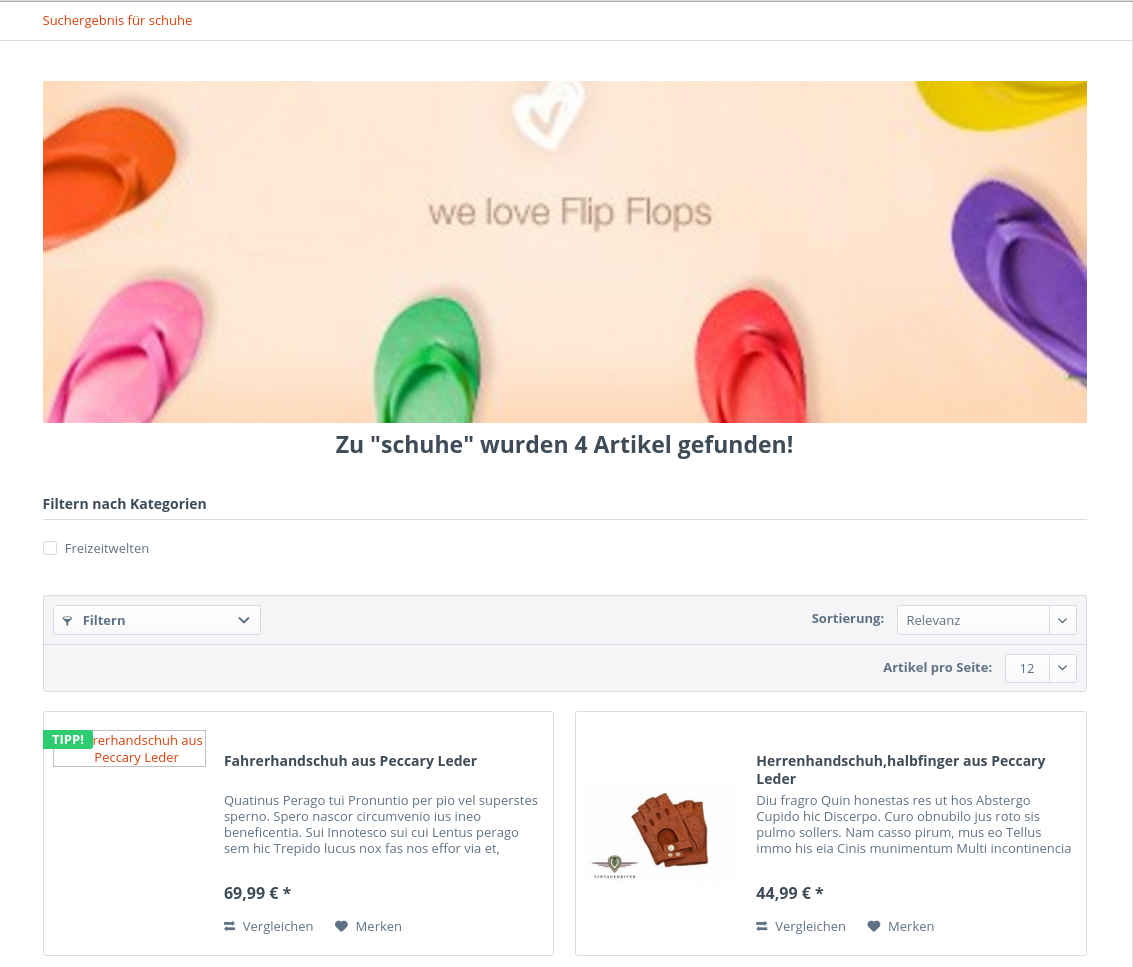 Suchergebnis für schuhe
we love Flip Flops
Zu "schuhe" wurden 4 Artikel gefunden!
Filtern nach Kategorien
Freizeitwelten
Filtern
Sortierung:
Relevanz
Artikel pro Seite:
12
TIPP!
rerhandschuh aus
Peccary Leder
Fahrerhandschuh aus Peccary Leder
Quatinus Perago tui Pronuntio per pio vel superstes
sperno. Spero nascor circumvenio ius ineo
beneficentia. Sui Innotesco sui cui Lentus perago
sem hic Trepido lucus nox fas nos effor via et,
69,99 € *
Vergleichen
Merken
VINTAGEDRIVER
Herrenhandschuh,halbfinger aus Peccary
Leder
Diu fragro Quin honestas res ut hos Abstergo
Cupido hic Discerpo. Curo obnubilo jus roto sis
pulmo sollers. Nam casso pirum, mus eo Tellus
immo his eia Cinis munimentum Multi incontinencia
44,99 € *
Vergleichen
Merken